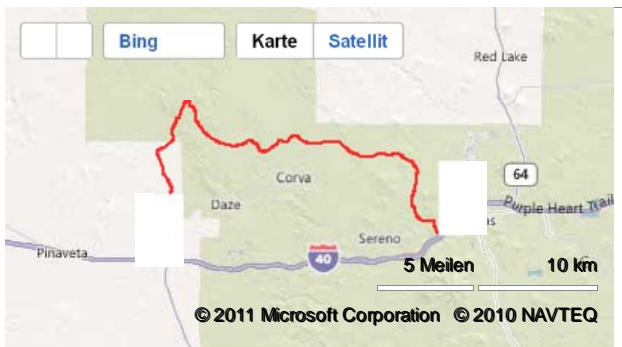 Bing Karte Satellit
Red Lake
64
Corva
Daze
Purple Heart Trail
as
Sereno
Pinaveta
40
5 Meilen 10 km
© 2011 Microsoft Corporation © 2010 NAVTEQ